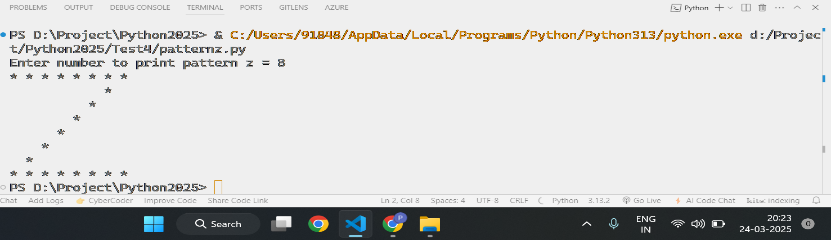 PROBLEMS OUTPUT DEBUG CONSOLE TERMINAL PORTS GITLENS AZURE Python
PS D:\Project\Python2025> & C:/Users/91848/AppData/Local/Programs/Python/Python313/python.exe d:/Projec
t/Python2025/Test4/patternz.py
Enter number to print pattern z = 8
* * * * * * * *
*
*
*
*
*
*
* * * * * * * *
PS D:\Project\Python2025>
Chat Add Logs CyberCoder Improve Code Share Code Link Ln 2, Col 8 Spaces: 4 UTF-8 CRLF Python 3.13.2 Go Live AI Code Chat indexing
Search P ENG 20:23
IN 24-03-2025